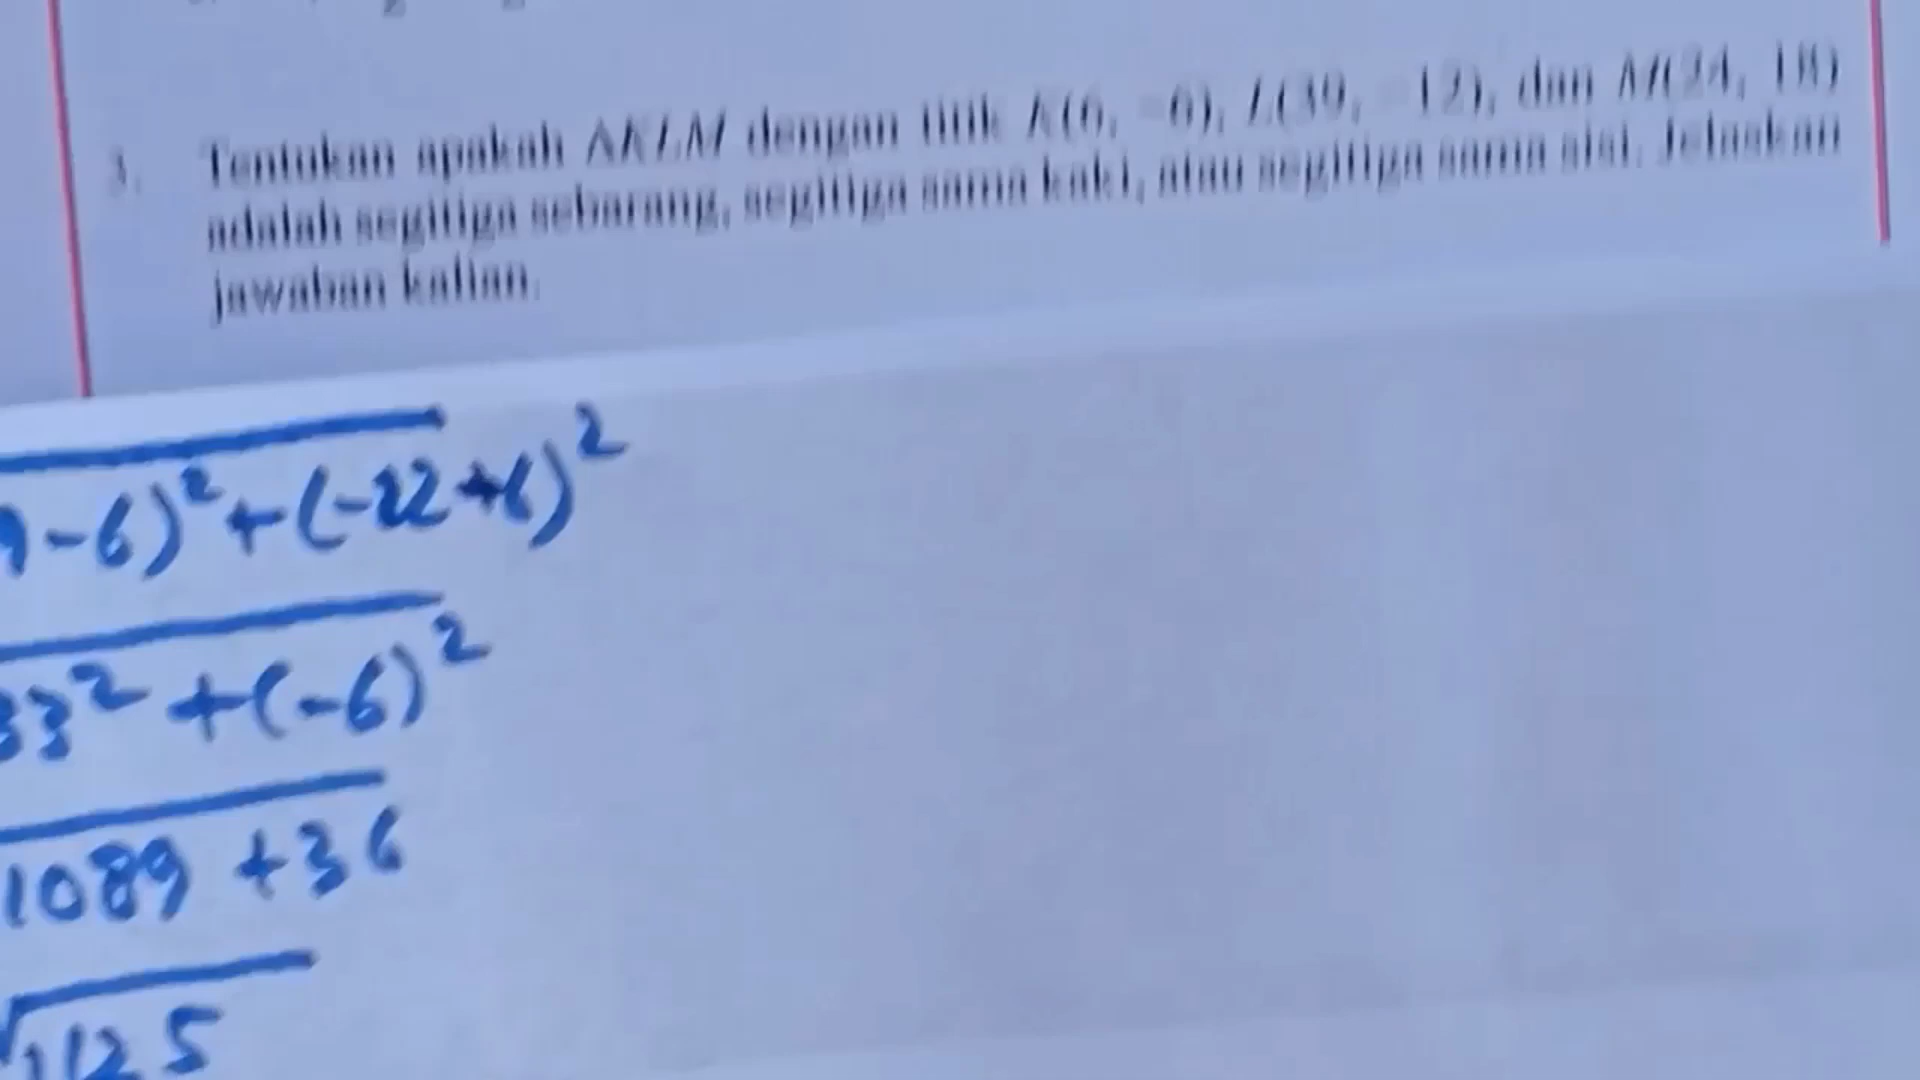 3. Tentukan apakah ΔKLM dengan titik K(6, −6), L(39, −12), dan M(24, 18)
adalah segitiga sebarang, segitiga sama kaki, atau segitiga sama sisi. Jelaskan
jawaban kalian.
9-6)²+(-12+6)²
33²+(-6)²
1089+36
√1125